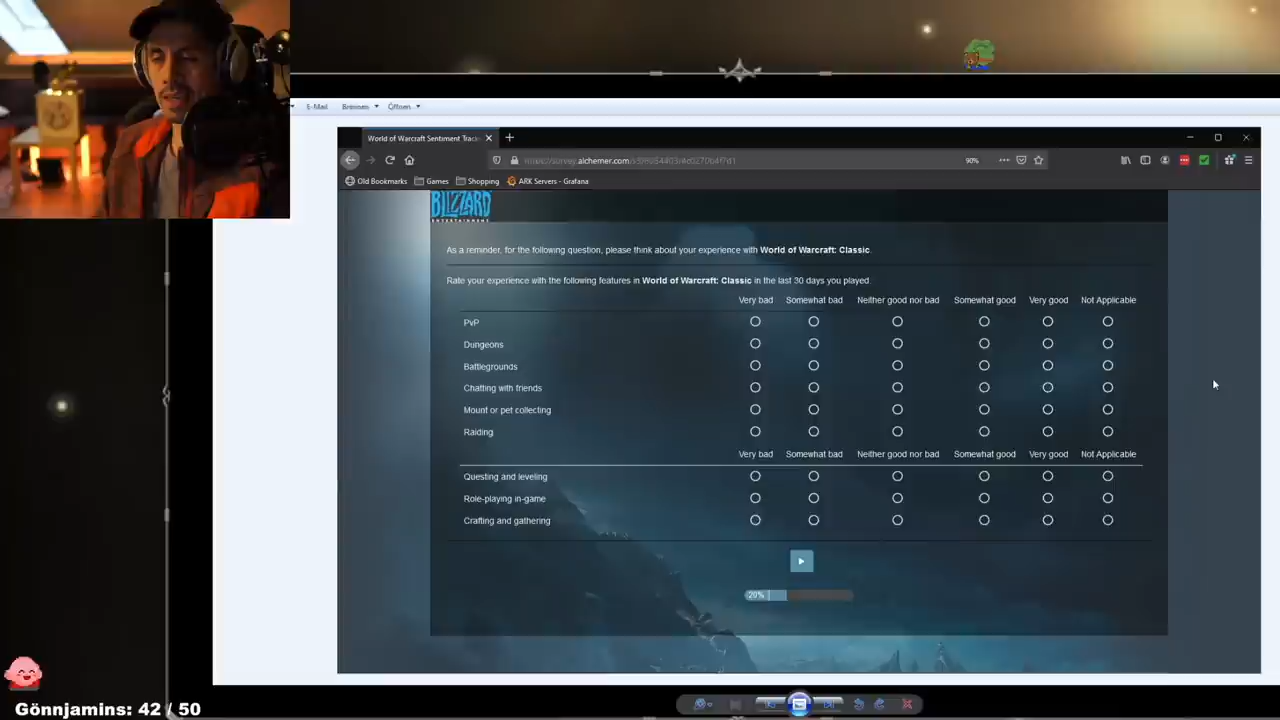 E-Mail Brennen Öffnen
World of Warcraft Sentiment Track
90%
Old Bookmarks Games Shopping ARK Servers - Grafana
BLIZZARD
ENTERTAINMENT
As a reminder, for the following question, please think about your experience with World of Warcraft: Classic.
Rate your experience with the following features in World of Warcraft: Classic in the last 30 days you played.
Very bad Somewhat bad Neither good nor bad Somewhat good Very good Not Applicable
PvP
Dungeons
Battlegrounds
Chatting with friends
Mount or pet collecting
Raiding
Very bad Somewhat bad Neither good nor bad Somewhat good Very good Not Applicable
Questing and leveling
Role-playing in-game
Crafting and gathering
20%
Gönnjamins: 42 / 50